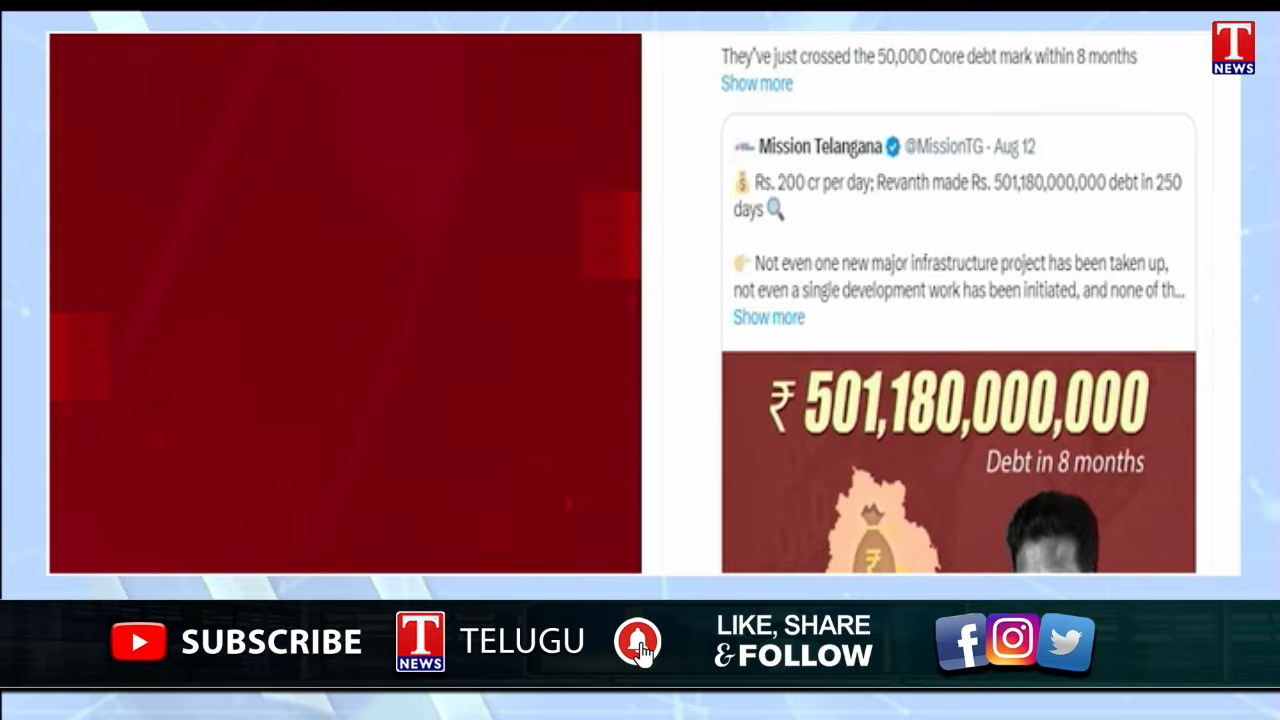 T
NEWS
They've just crossed the 50,000 Crore debt mark within 8 months
Show more
Mission Telangana @MissionTG - Aug 12
💰 Rs. 200 cr per day; Revanth made Rs. 501,180,000,000 debt in 250
days 🔍
👉 Not even one new major infrastructure project has been taken up,
not even a single development work has been initiated, and none of th...
Show more
₹ 501,180,000,000
Debt in 8 months
₹
SUBSCRIBE
T
NEWS
TELUGU
LIKE, SHARE
& FOLLOW